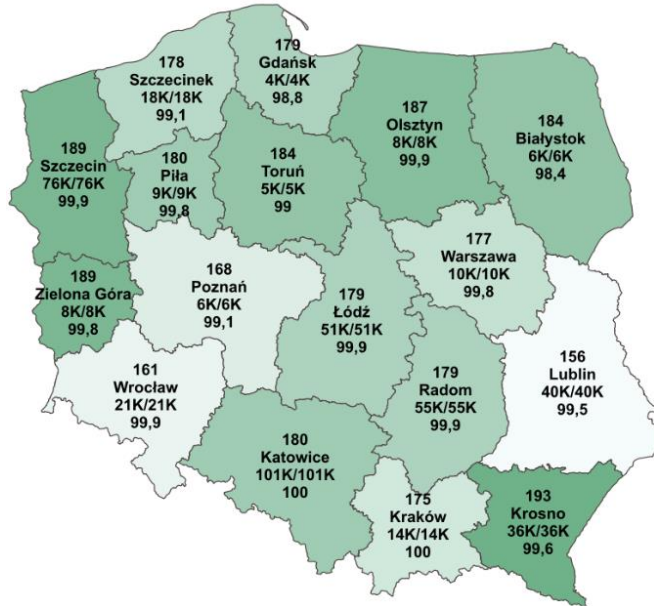 178
Szczecinek
18K/18K
99,1
179
Gdańsk
4K/4K
98,8
187
Olsztyn
8K/8K
99,9
184
Białystok
6K/6K
98,4
189
Szczecin
76K/76K
99,9
180
Piła
9K/9K
99,8
184
Toruń
5K/5K
99
177
Warszawa
10K/10K
99,8
189
Zielona Góra
8K/8K
99,8
168
Poznań
6K/6K
99,1
179
Łódź
51K/51K
99,9
161
Wrocław
21K/21K
99,9
179
Radom
55K/55K
99,9
156
Lublin
40K/40K
99,5
180
Katowice
101K/101K
100
175
Kraków
14K/14K
100
193
Krosno
36K/36K
99,6